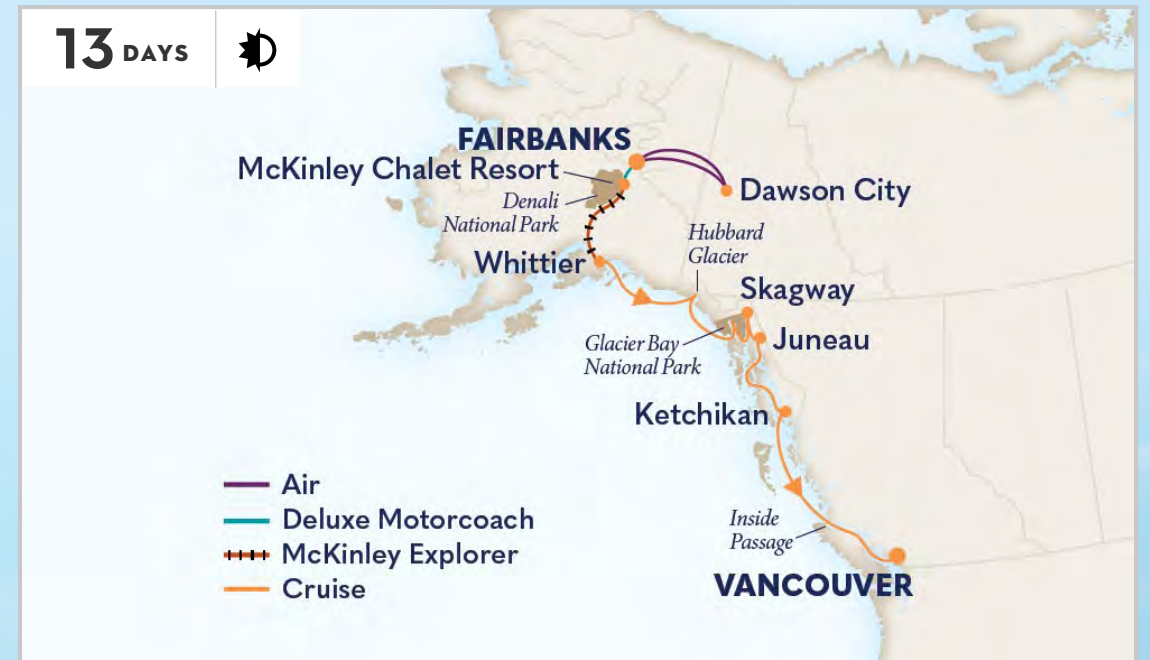 13 DAYS
FAIRBANKS
McKinley Chalet Resort
Denali
National Park
Dawson City
Hubbard
Glacier
Whittier
Skagway
Glacier Bay
National Park
Juneau
Ketchikan
Air
Deluxe Motorcoach
McKinley Explorer
Cruise
Inside
Passage
VANCOUVER